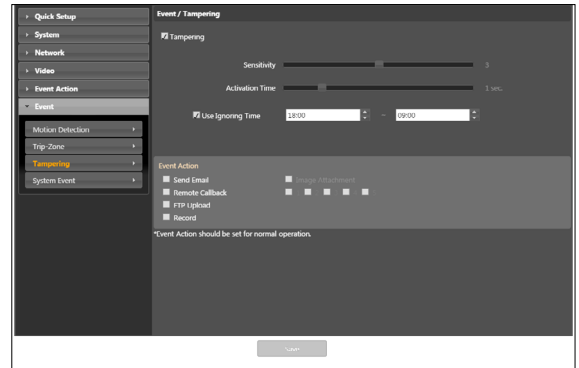 Quick Setup
System
Network
Video
Event Action
Event
Motion Detection
Trip-Zone
Tampering
System Event
Event / Tampering
Tampering
Sensitivity 3
Activation Time 1 sec.
Use Ignoring Time 18:00 – 09:00
Event Action
Send Email Image Attachment
Remote Callback
FTP Upload
Record
*Event Action should be set for normal operation.
Save